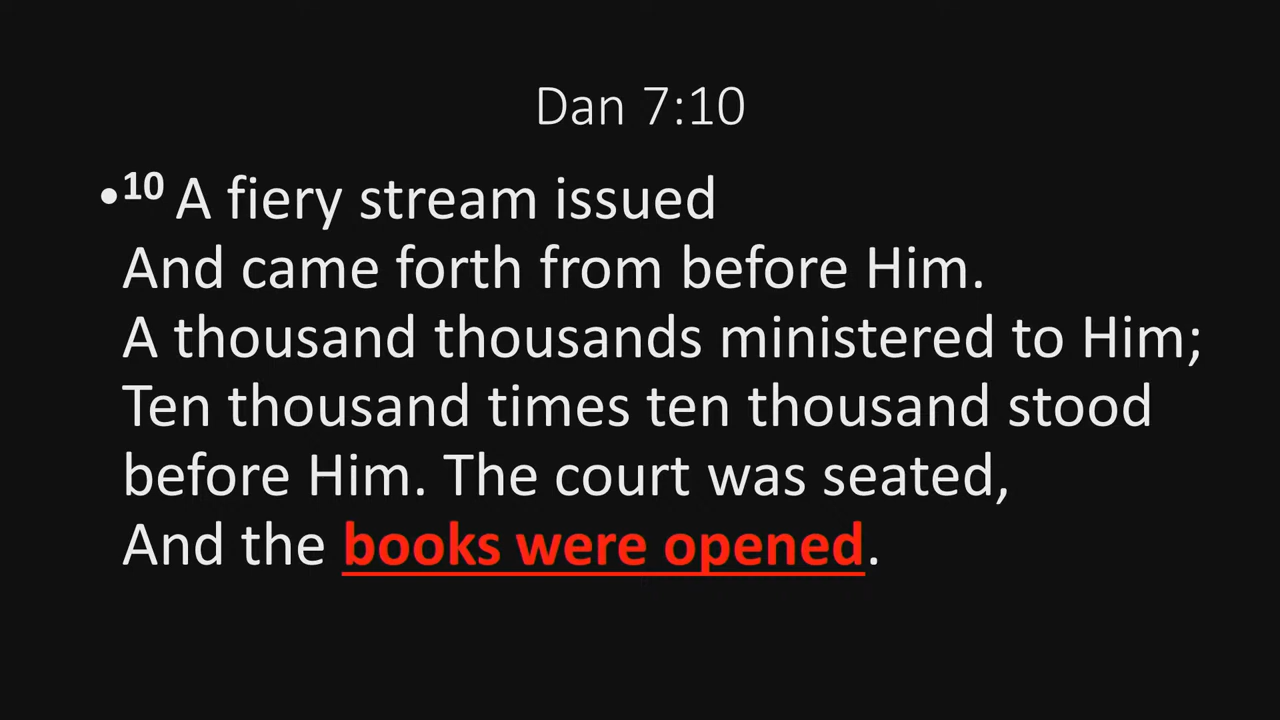 Dan 7:10
•10 A fiery stream issued
And came forth from before Him.
A thousand thousands ministered to Him;
Ten thousand times ten thousand stood
before Him. The court was seated,
And the books were opened.